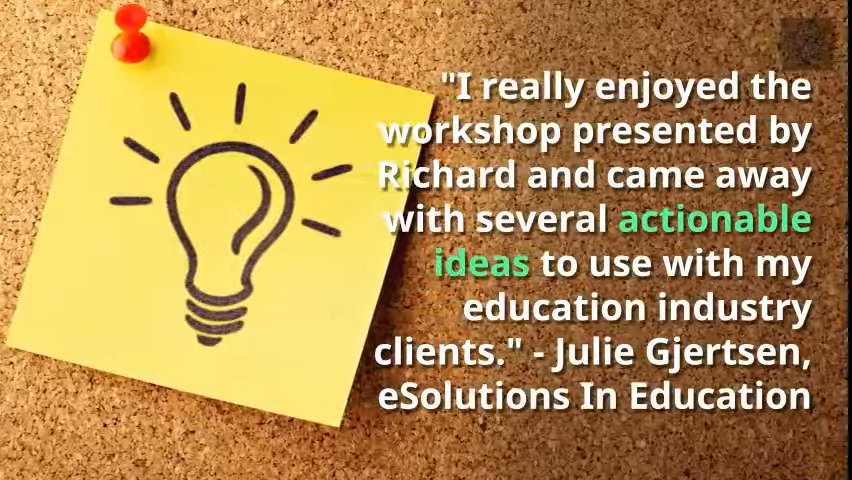 "I really enjoyed the
workshop presented by
Richard and came away
with several actionable
ideas to use with my
education industry
clients." - Julie Gjertsen,
eSolutions In Education